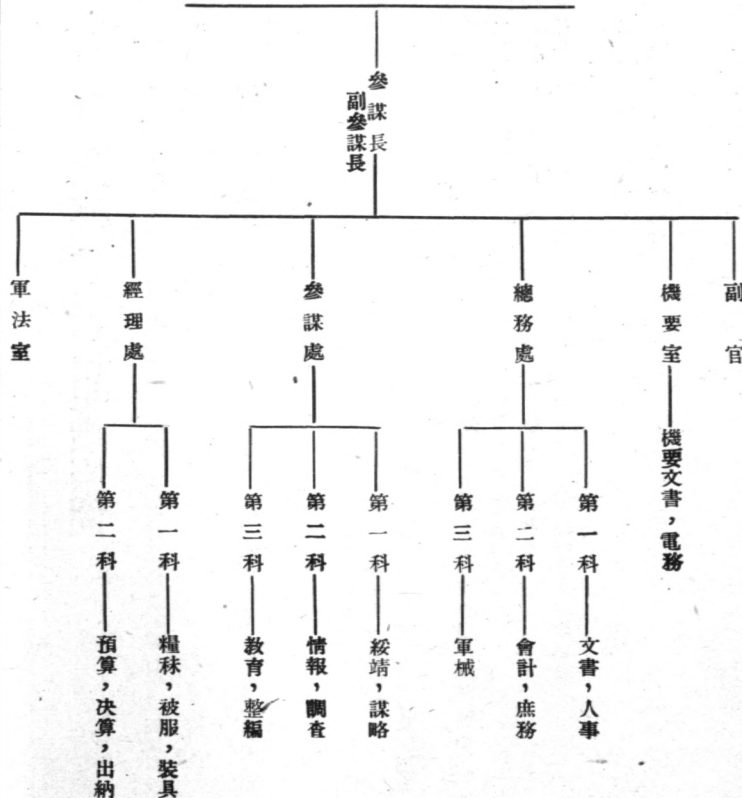 參謀長
副參謀長
副官
機要室
機要文書，電務
總務處
第一科
文書，人事
第二科
會計，庶務
第三科
軍械
參謀處
第一科
綏靖，謀略
第二科
情報，調查
第三科
教育，整編
經理處
第一科
糧秣，被服，裝具
第二科
預算，决算，出納
軍法室